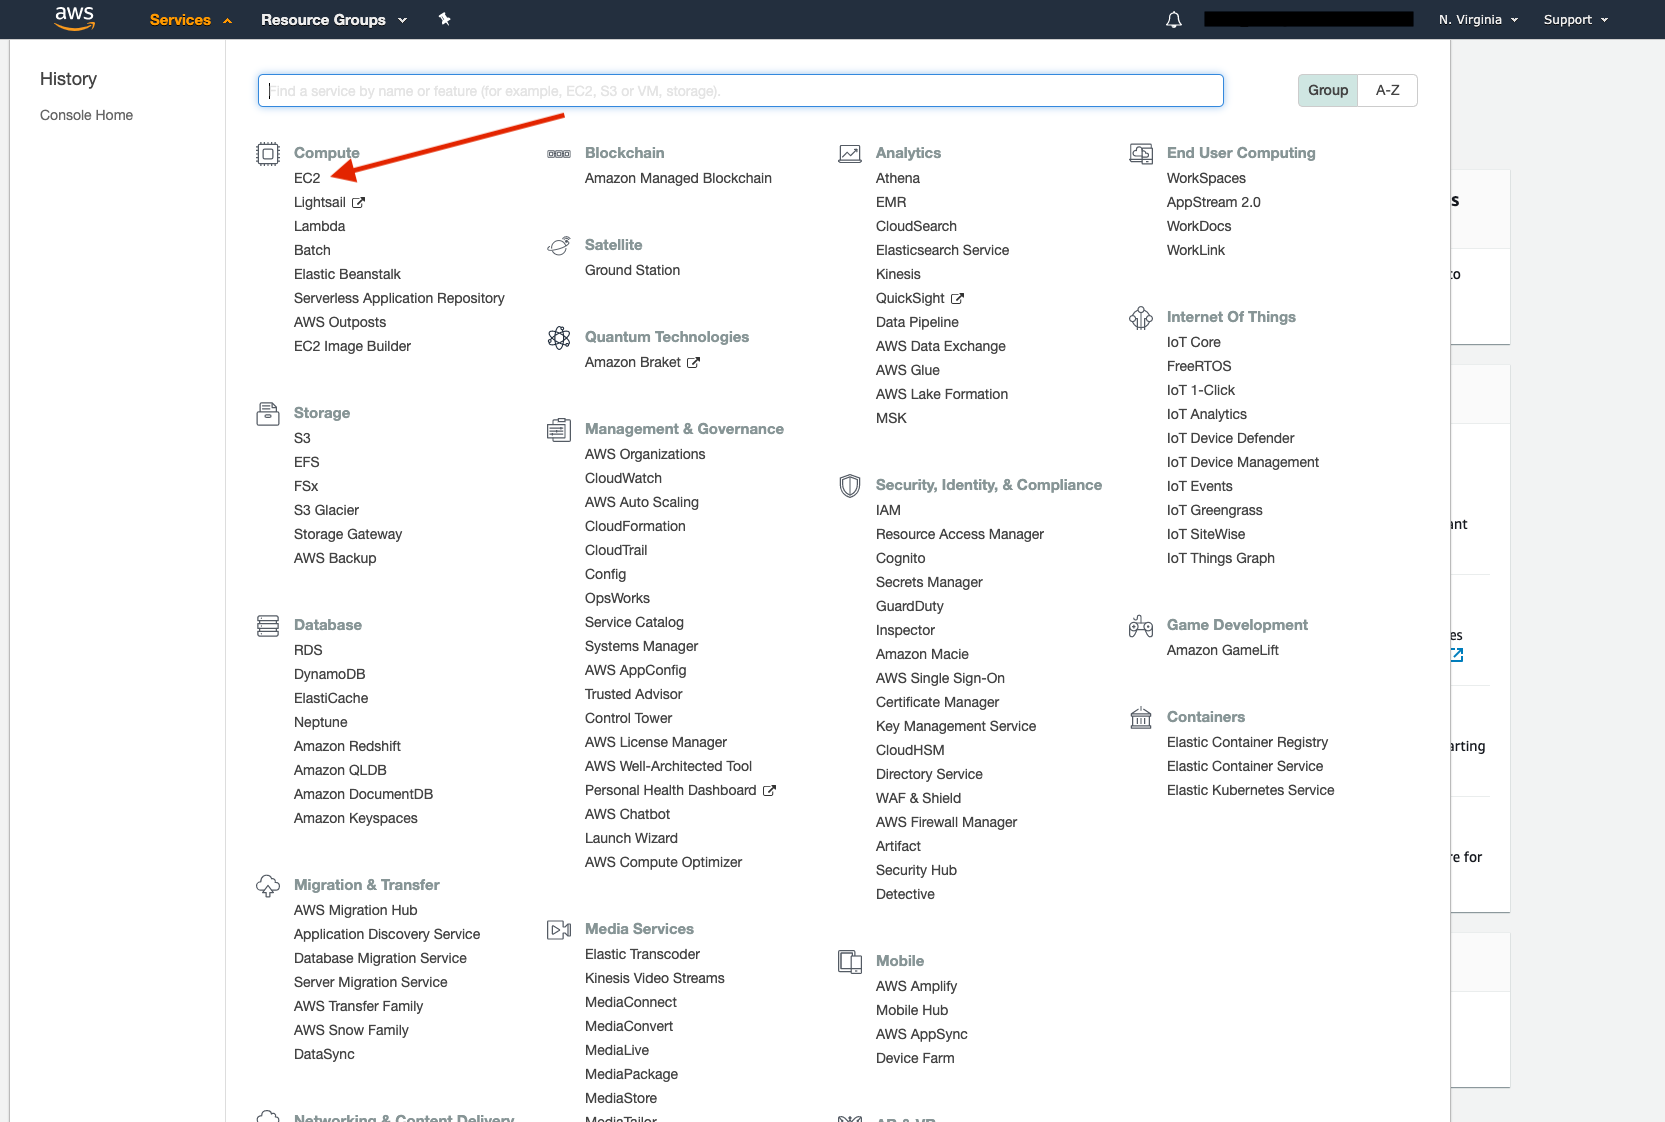 aws Services Resource Groups N. Virginia Support
History
Console Home
Find a service by name or feature (for example, EC2, S3 or VM, storage).
Group A-Z
Compute
EC2
Lightsail
Lambda
Batch
Elastic Beanstalk
Serverless Application Repository
AWS Outposts
EC2 Image Builder
Storage
S3
EFS
FSx
S3 Glacier
Storage Gateway
AWS Backup
Database
RDS
DynamoDB
ElastiCache
Neptune
Amazon Redshift
Amazon QLDB
Amazon DocumentDB
Amazon Keyspaces
Migration & Transfer
AWS Migration Hub
Application Discovery Service
Database Migration Service
Server Migration Service
AWS Transfer Family
AWS Snow Family
DataSync
Networking & Content Delivery
Blockchain
Amazon Managed Blockchain
Satellite
Ground Station
Quantum Technologies
Amazon Braket
Management & Governance
AWS Organizations
CloudWatch
AWS Auto Scaling
CloudFormation
CloudTrail
Config
OpsWorks
Service Catalog
Systems Manager
AWS AppConfig
Trusted Advisor
Control Tower
AWS License Manager
AWS Well-Architected Tool
Personal Health Dashboard
AWS Chatbot
Launch Wizard
AWS Compute Optimizer
Media Services
Elastic Transcoder
Kinesis Video Streams
MediaConnect
MediaConvert
MediaLive
MediaPackage
MediaStore
MediaTailor
Analytics
Athena
EMR
CloudSearch
Elasticsearch Service
Kinesis
QuickSight
Data Pipeline
AWS Data Exchange
AWS Glue
AWS Lake Formation
MSK
Security, Identity, & Compliance
IAM
Resource Access Manager
Cognito
Secrets Manager
GuardDuty
Inspector
Amazon Macie
AWS Single Sign-On
Certificate Manager
Key Management Service
CloudHSM
Directory Service
WAF & Shield
AWS Firewall Manager
Artifact
Security Hub
Detective
Mobile
AWS Amplify
Mobile Hub
AWS AppSync
Device Farm
AR & VR
End User Computing
WorkSpaces
AppStream 2.0
WorkDocs
WorkLink
Internet Of Things
IoT Core
FreeRTOS
IoT 1-Click
IoT Analytics
IoT Device Defender
IoT Device Management
IoT Events
IoT Greengrass
IoT SiteWise
IoT Things Graph
Game Development
Amazon GameLift
Containers
Elastic Container Registry
Elastic Container Service
Elastic Kubernetes Service
s
to
ant
es
arting
re for